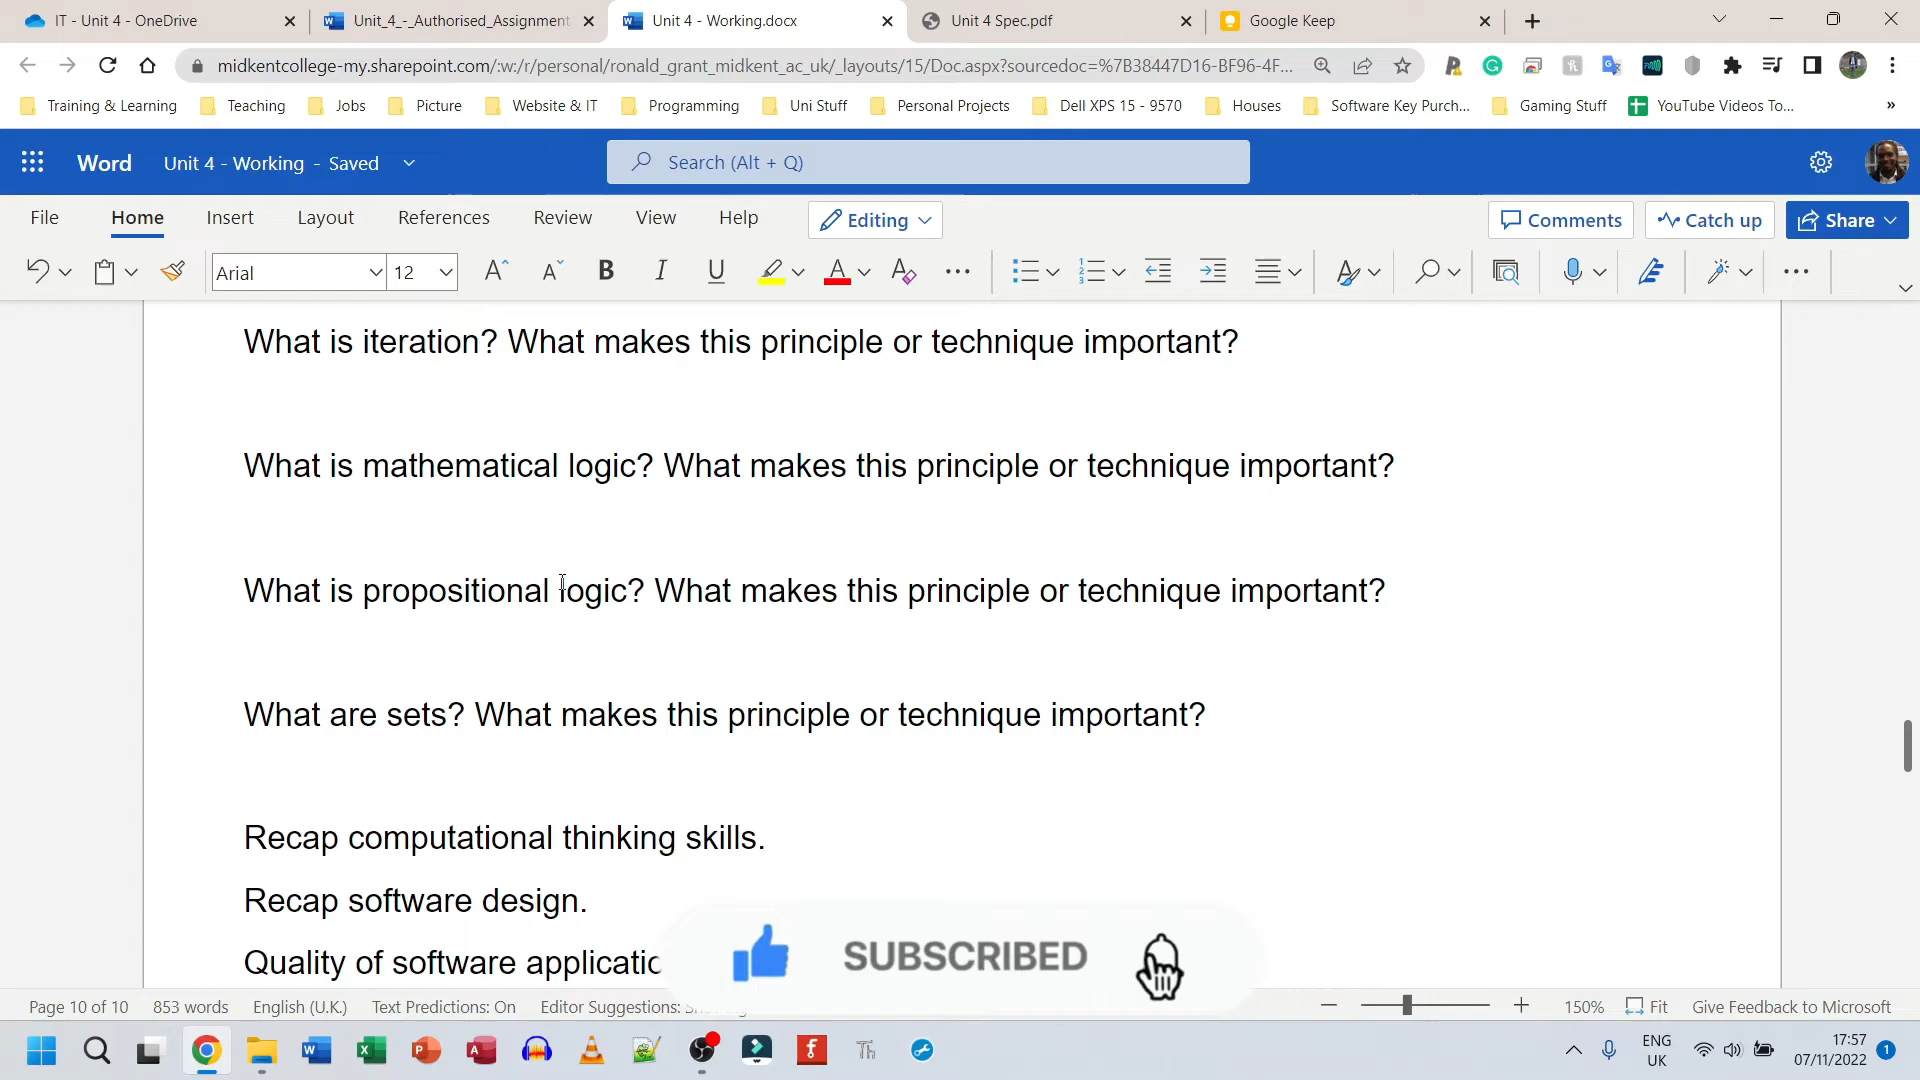 IT - Unit 4 - OneDrive
Unit_4_-_Authorised_Assignment
Unit 4 - Working.docx
Unit 4 Spec.pdf
Google Keep
midkentcollege-my.sharepoint.com/:w:/r/personal/ronald_grant_midkent_ac_uk/_layouts/15/Doc.aspx?sourcedoc=%7B38447D16-BF96-4F...
Training & Learning
Teaching
Jobs
Picture
Website & IT
Programming
Uni Stuff
Personal Projects
Dell XPS 15 - 9570
Houses
Software Key Purch...
Gaming Stuff
YouTube Videos To...
»
Word
Unit 4 - Working - Saved
Search (Alt + Q)
File
Home
Insert
Layout
References
Review
View
Help
Editing
Comments
Catch up
Share
Arial
12
What is iteration? What makes this principle or technique important?
What is mathematical logic? What makes this principle or technique important?
What is propositional logic? What makes this principle or technique important?
What are sets? What makes this principle or technique important?
Recap computational thinking skills.
Recap software design.
Quality of software applicatio
SUBSCRIBED
Page 10 of 10
853 words
English (U.K.)
Text Predictions: On
Editor Suggestions:
150%
Fit
Give Feedback to Microsoft
ENG
UK
17:57
07/11/2022
1